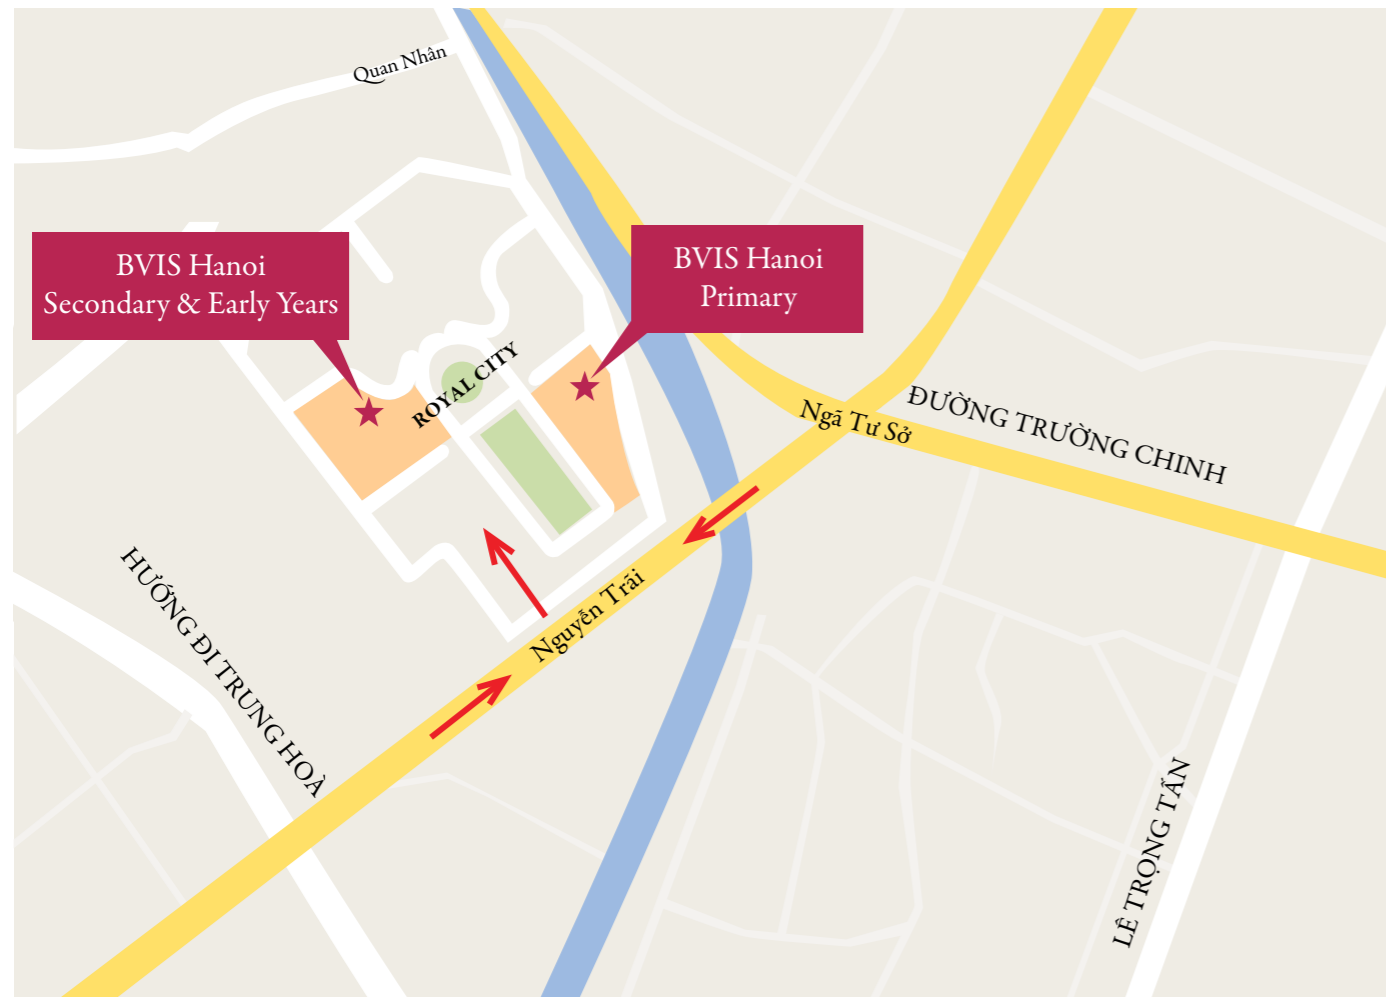 Quan Nhân
BVIS Hanoi
Secondary & Early Years
BVIS Hanoi
Primary
ROYAL CITY
Ngã Tư Sở
ĐƯỜNG TRƯỜNG CHINH
Nguyễn Trãi
HƯỚNG ĐI TRUNG HOÀ
LÊ TRỌNG TẤN